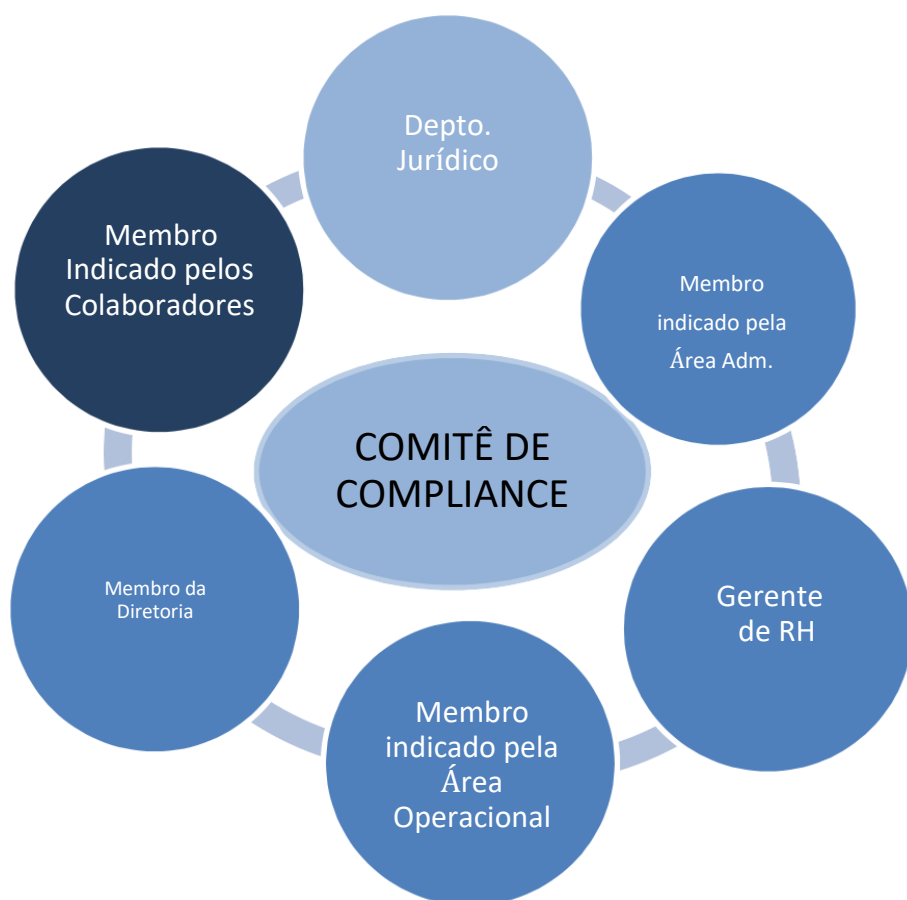 Depto.
Jurídico
Membro
indicado pela
Área Adm.
Gerente
de RH
Membro
indicado pela
Área
Operacional
Membro da
Diretoria
Membro
Indicado pelos
Colaboradores
COMITÊ DE
COMPLIANCE